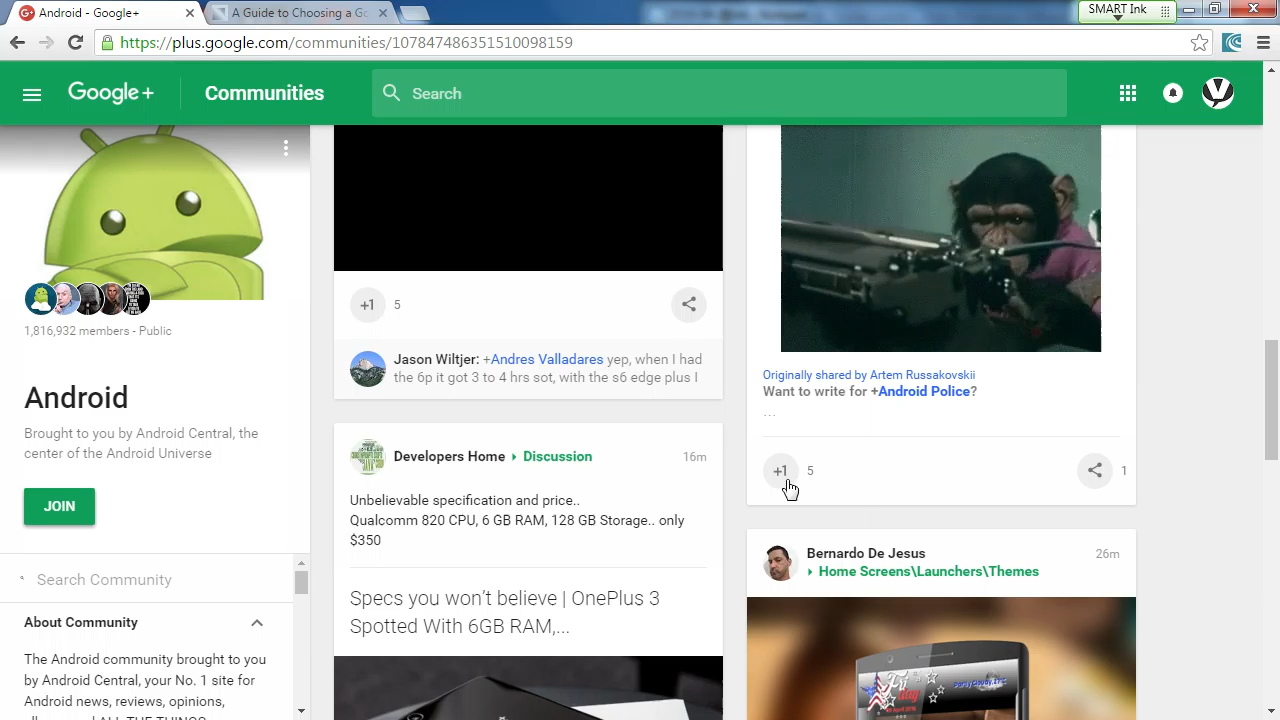 Android - Google+
A Guide to Choosing a Go
SMART Ink
https://plus.google.com/communities/107847486351510098159
Google+
Communities
Search
1,816,932 members - Public
Android
Brought to you by Android Central, the
center of the Android Universe
JOIN
Search Community
About Community
The Android community brought to you
by Android Central, your No. 1 site for
Android news, reviews, opinions,
+1
5
Jason Wiltjer: +Andres Valladares yep, when I had
the 6p it got 3 to 4 hrs sot, with the s6 edge plus I
Developers Home
Discussion
16m
Unbelievable specification and price..
Qualcomm 820 CPU, 6 GB RAM, 128 GB Storage.. only
$350
Specs you won't believe | OnePlus 3
Spotted With 6GB RAM,...
Originally shared by Artem Russakovskii
Want to write for +Android Police?
...
+1
5
1
Bernardo De Jesus
26m
Home Screens\Launchers\Themes